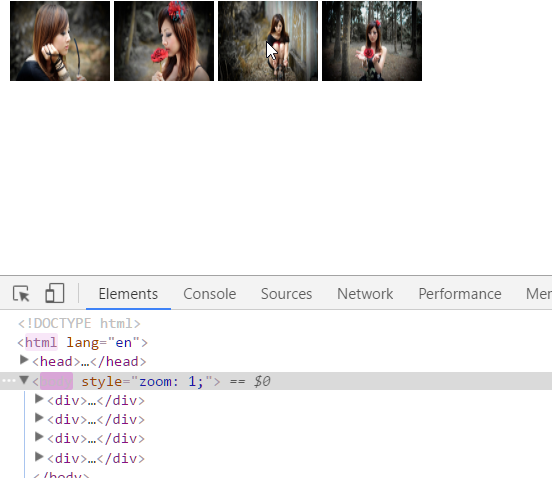 Elements Console Sources Network Performance Mer
<!DOCTYPE html>
<html lang="en">
<head>…</head>
… < style="zoom: 1;"> == $0
<div>…</div>
<div>…</div>
<div>…</div>
<div>…</div>
</body>